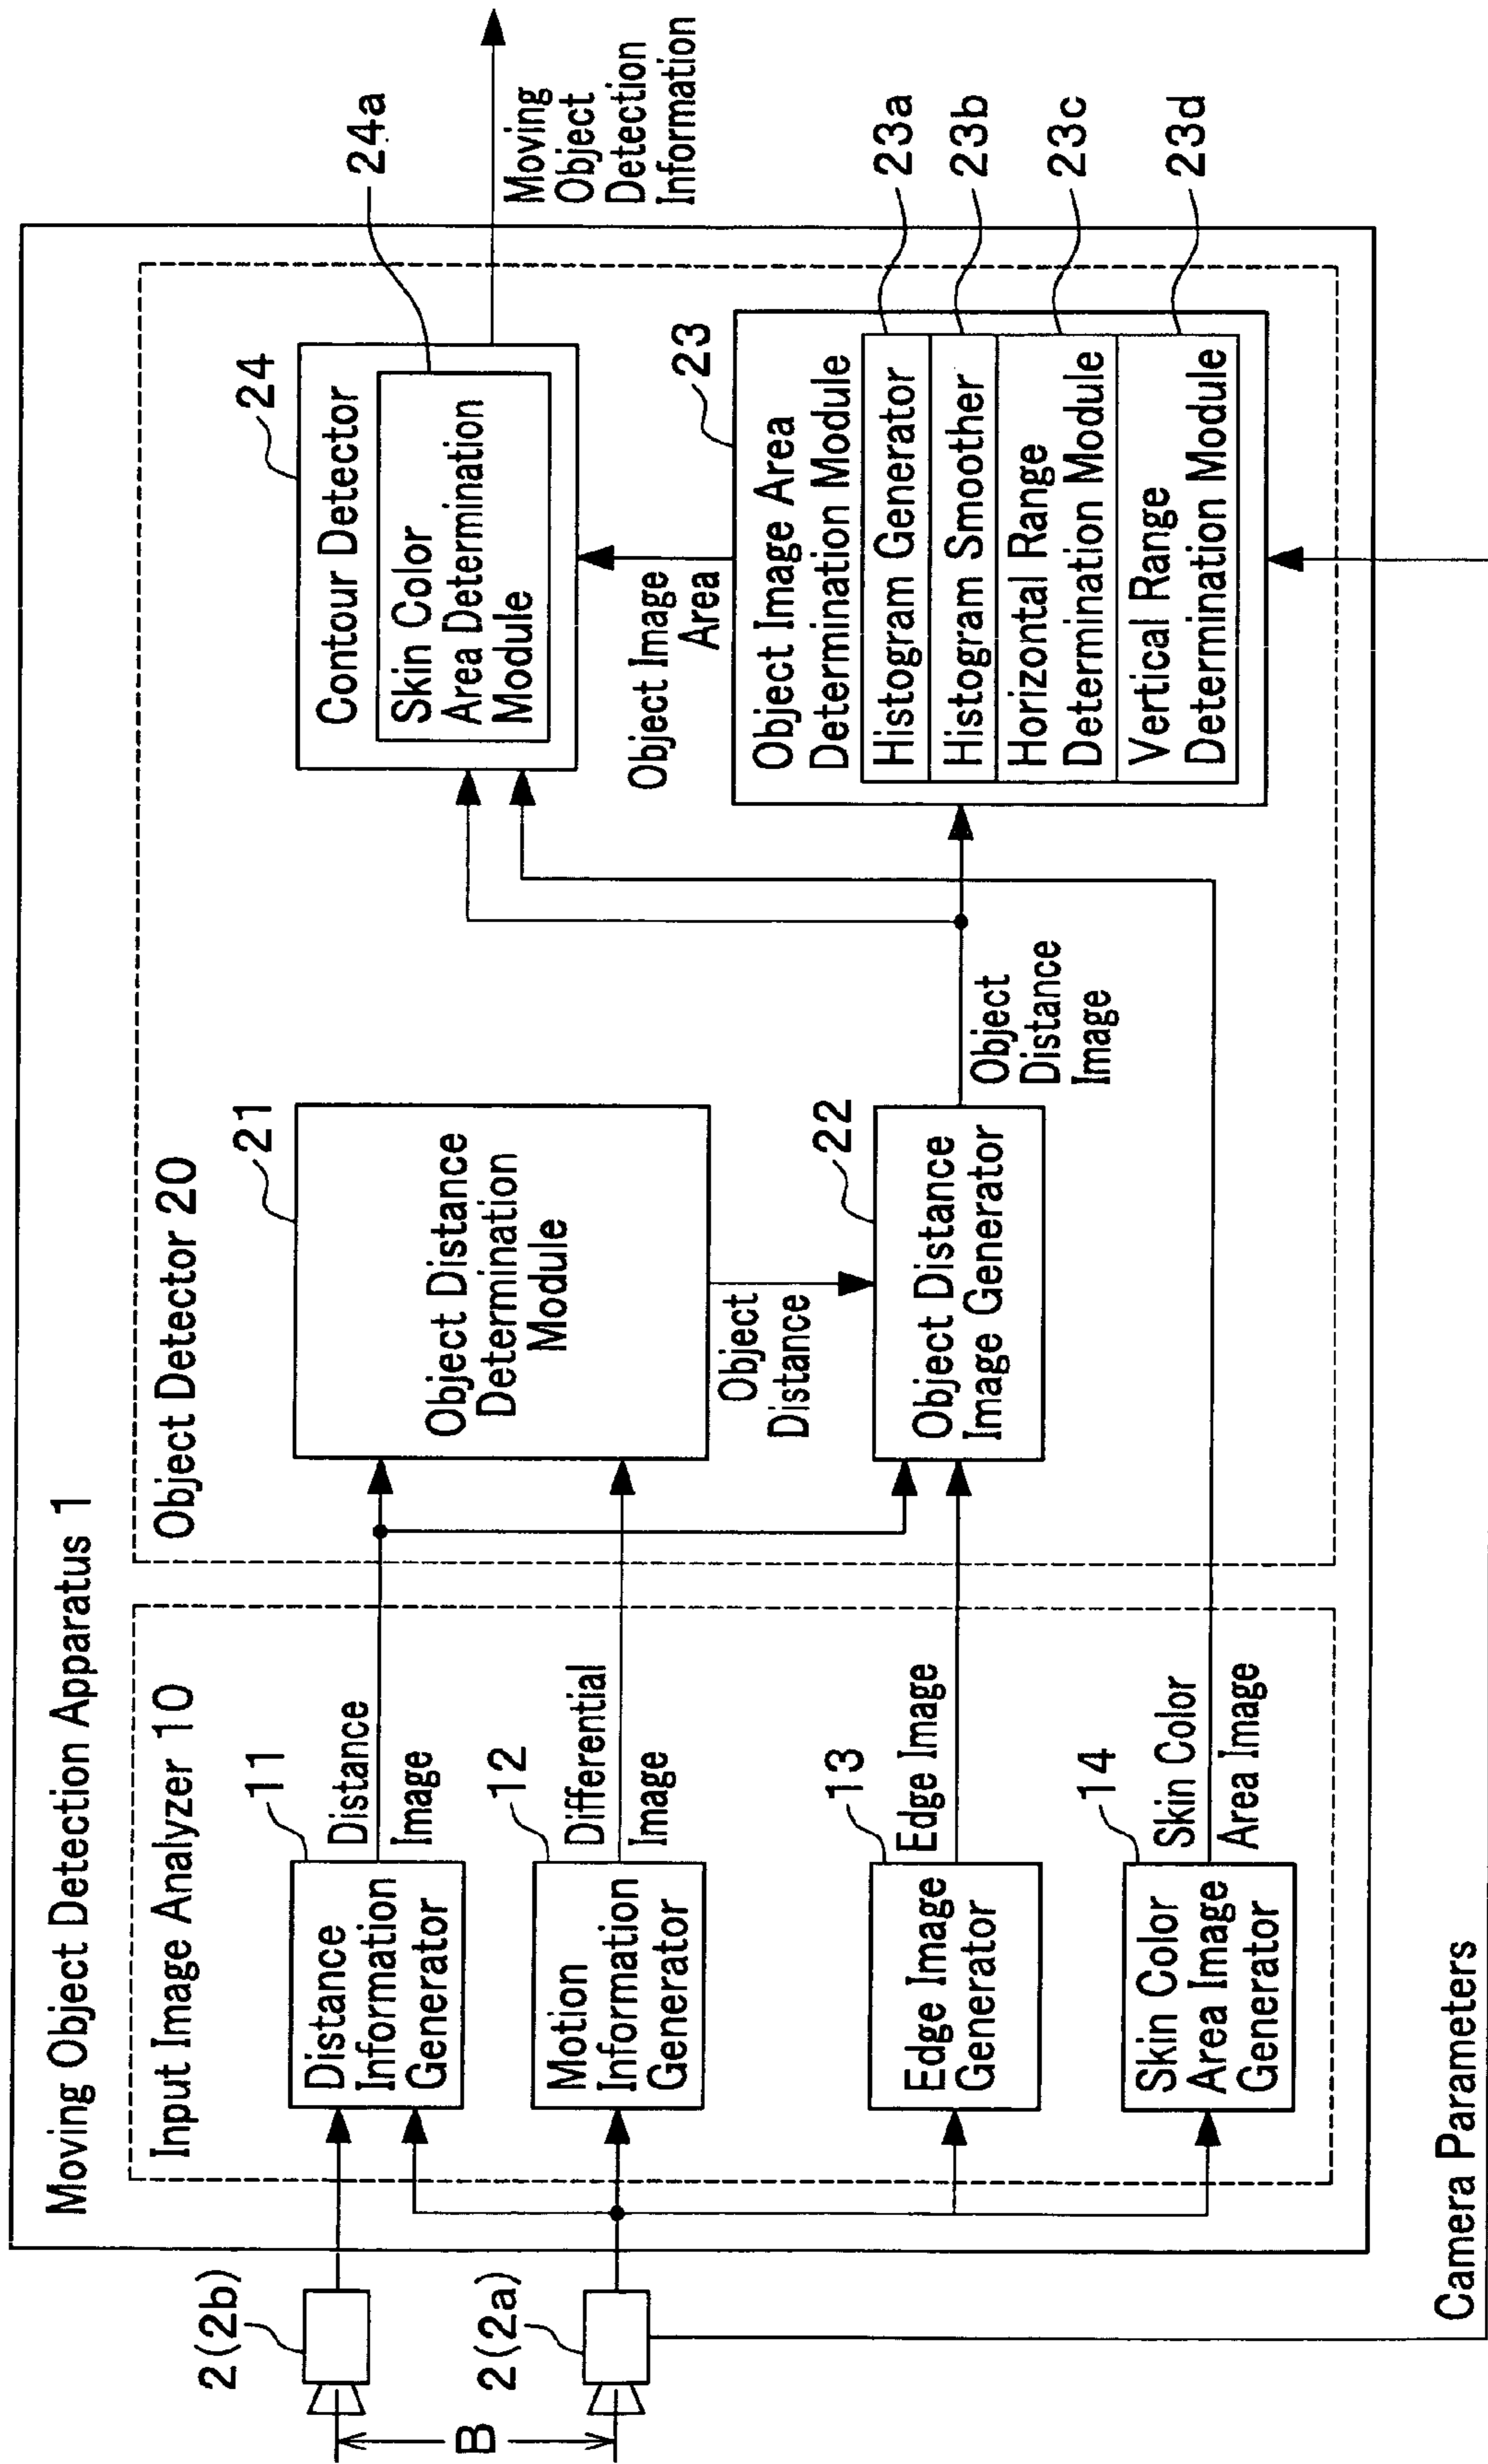 Moving Object Detection Apparatus 1
Input Image Analyzer 10
Object Detector 20
2(2b)
B
2(2a)
11
Distance
Information
Generator
Distance
Image
12
Motion
Information
Generator
Differential
Image
13
Edge Image
Generator
Edge Image
14
Skin Color
Area Image
Generator
Skin Color
Area Image
21
Object Distance
Determination
Module
Object
Distance
22
Object Distance
Image Generator
Object
Distance
Image
24
Contour Detector
24a
Skin Color
Area Determination
Module
Moving
Object
Detection
Information
Object Image
Area
23
Object Image Area
Determination Module
Histogram Generator
23a
Histogram Smoother
23b
Horizontal Range
Determination Module
23c
Vertical Range
Determination Module
23d
Camera Parameters